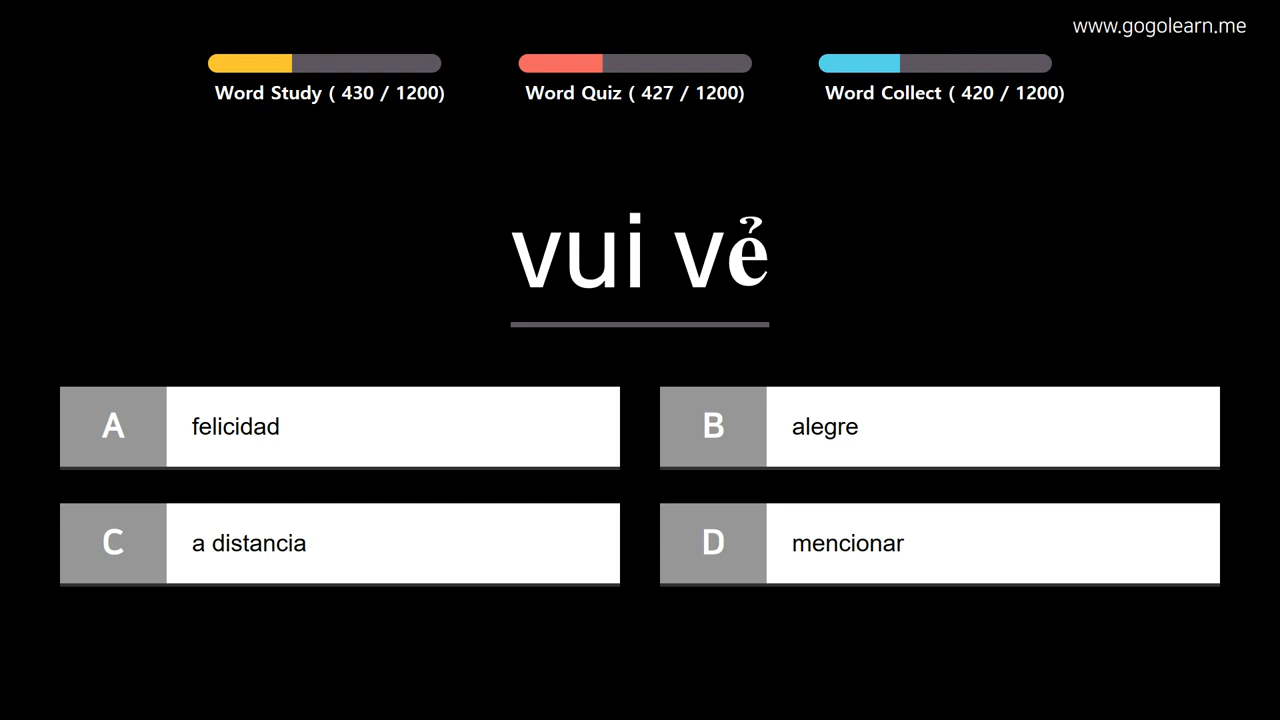 www.gogolearn.me
Word Study ( 430 / 1200)
Word Quiz ( 427 / 1200)
Word Collect ( 420 / 1200)
vui vẻ
A felicidad
B alegre
C a distancia
D mencionar